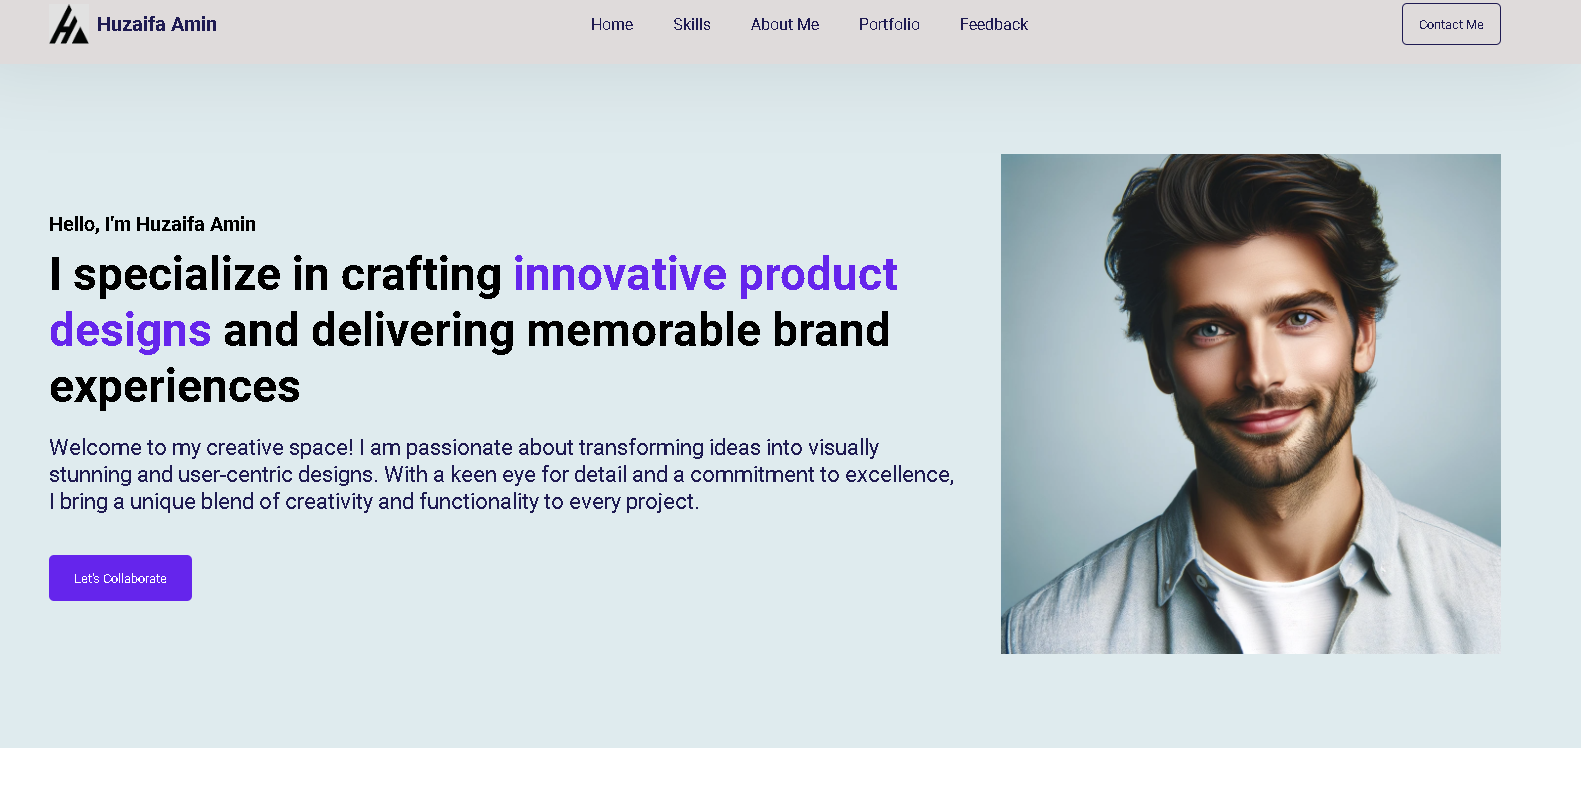 Huzaifa Amin
Home
Skills
About Me
Portfolio
Feedback
Contact Me
Hello, I'm Huzaifa Amin
I specialize in crafting innovative product
designs and delivering memorable brand
experiences
Welcome to my creative space! I am passionate about transforming ideas into visually
stunning and user-centric designs. With a keen eye for detail and a commitment to excellence,
I bring a unique blend of creativity and functionality to every project.
Let's Collaborate